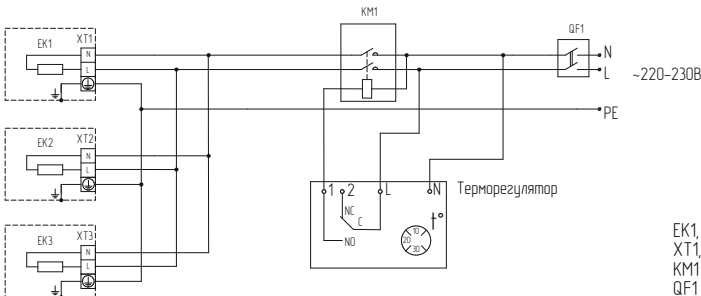 KM1
QF1
EK1
XT1
N
L
N
L
~220-230В
PE
EK2
XT2
N
L
1
2
L
N
Терморегулятор
NC
C
NO
t°
10
20
30
EK3
XT3
N
L
EK1,
XT1,
KM1
QF1